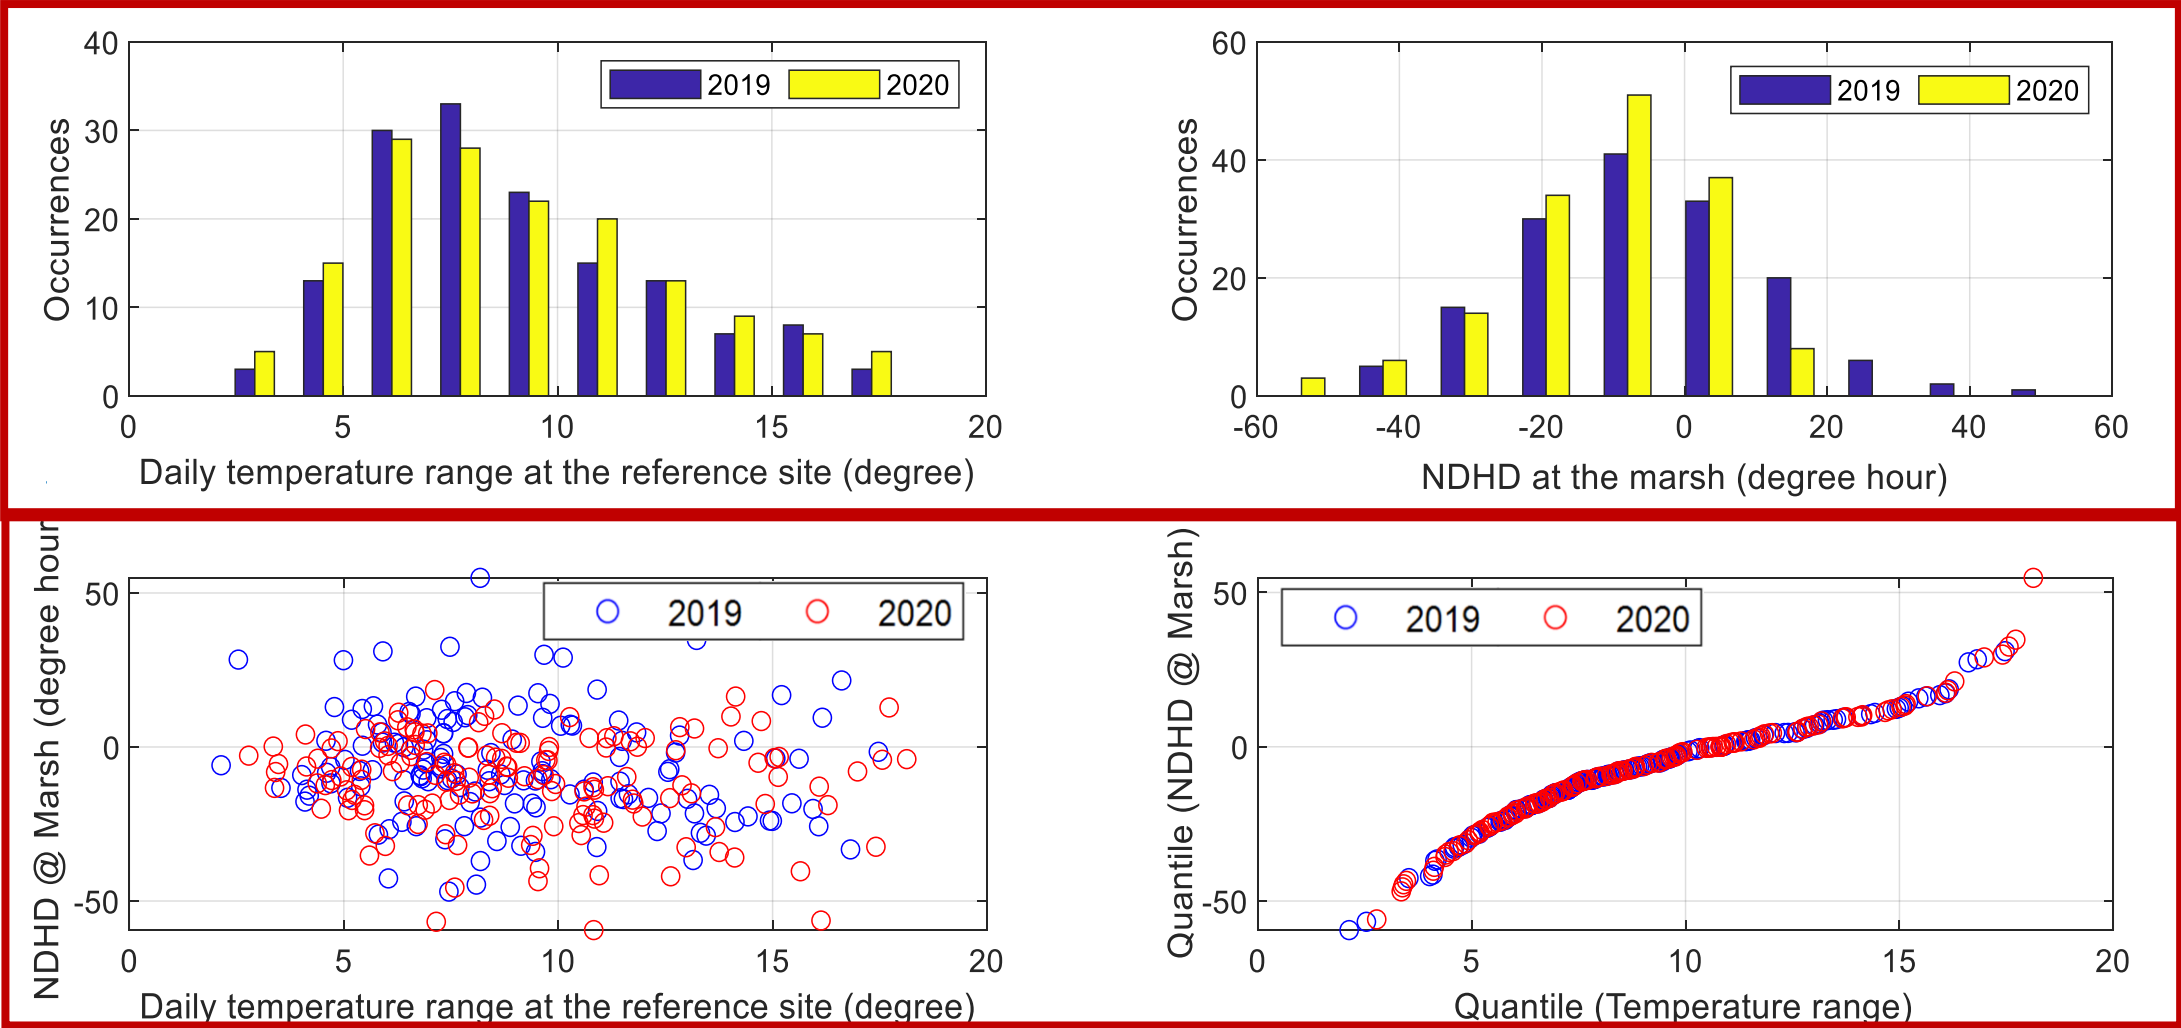 40
30
20
10
0
0 5 10 15 20
Occurrences
2019 2020
Daily temperature range at the reference site (degree)
60
40
20
0
-60 -40 -20 0 20 40 60
Occurrences
2019 2020
NDHD at the marsh (degree hour)
50
0
-50
0 5 10 15 20
NDHD @ Marsh (degree hour
2019 2020
Daily temperature range at the reference site (degree)
50
0
-50
0 5 10 15 20
Quantile (NDHD @ Marsh)
2019 2020
Quantile (Temperature range)